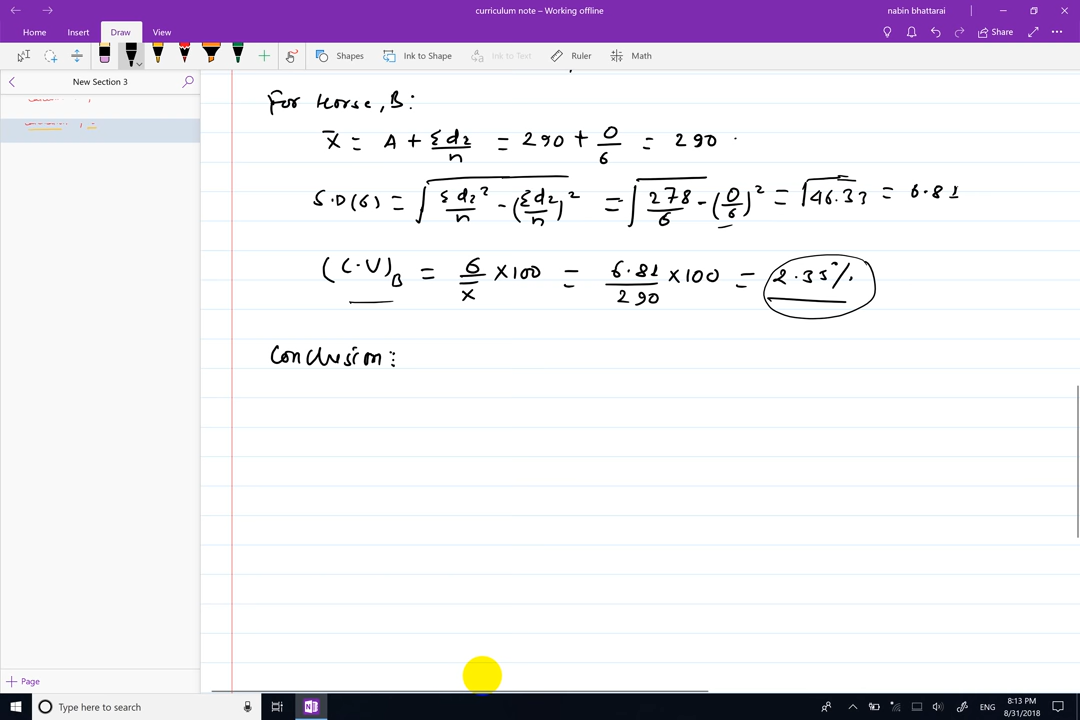 curriculum note – Working offline
nabin bhattarai
Home Insert Draw View
Share
Shapes Ink to Shape Ink to Text Ruler Math
New Section 3
For Horse, B:
X̄ = A + Σd₂/n = 290 + 0/6 = 290
S.D(σ) = √(Σd₂²/n - (Σd₂/n)²) = √(278/6 - (0/6)²) = √46.33 = 6.81
(C.V)B = σ/x̄ ×100 = 6.81/290 ×100 = 2.35%
Conclusion:
+ Page
Type here to search
ENG
8:13 PM
8/31/2018